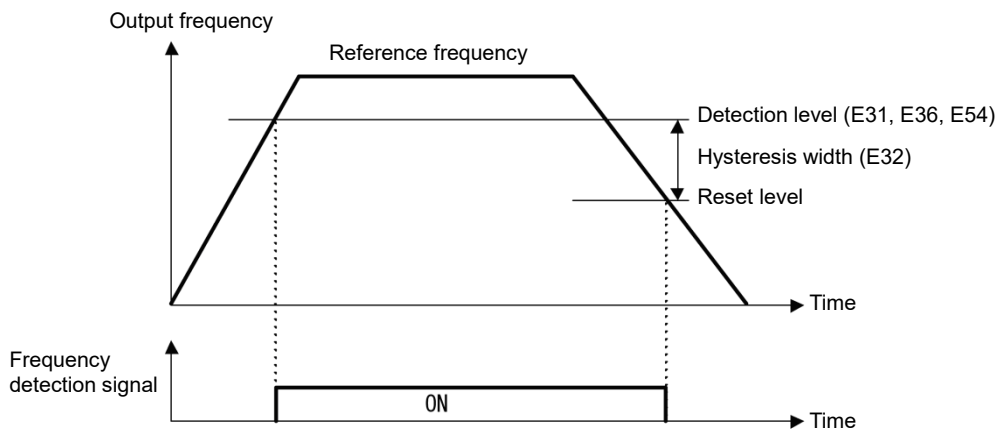 Output frequency
Reference frequency
Detection level (E31, E36, E54)
Hysteresis width (E32)
Reset level
Time
Frequency
detection signal
ON
Time